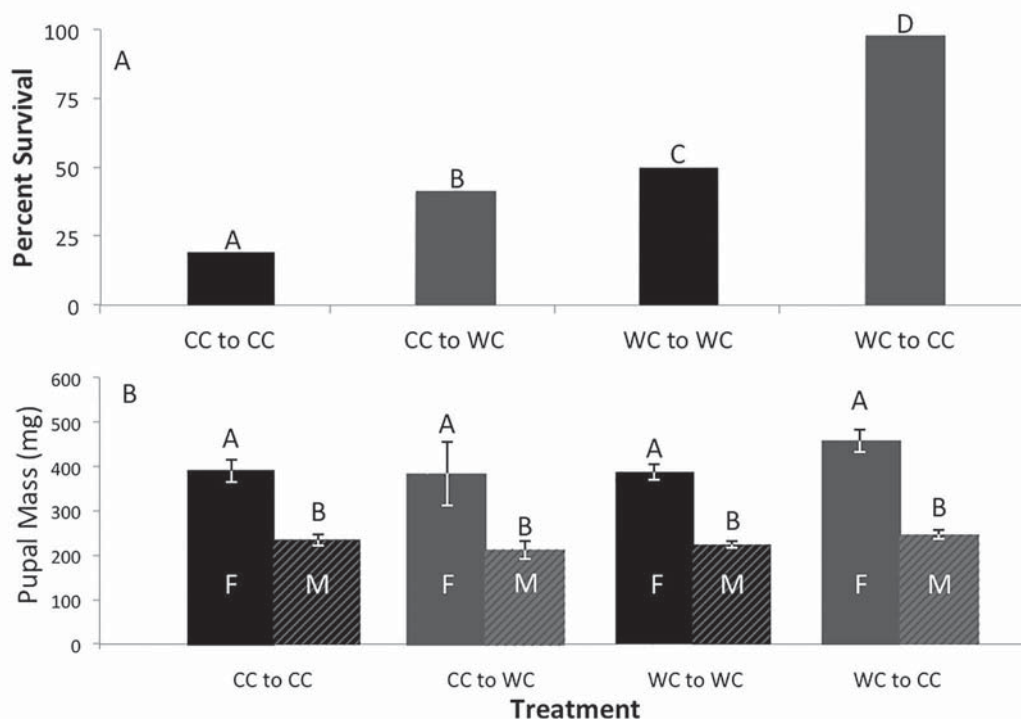 A
Percent Survival
100
75
50
25
0
A
B
C
D
CC to CC
CC to WC
WC to WC
WC to CC
B
Pupal Mass (mg)
600
500
400
300
200
100
0
A
B
A
B
A
B
A
B
F
M
F
M
F
M
F
M
CC to CC
CC to WC
WC to WC
WC to CC
Treatment